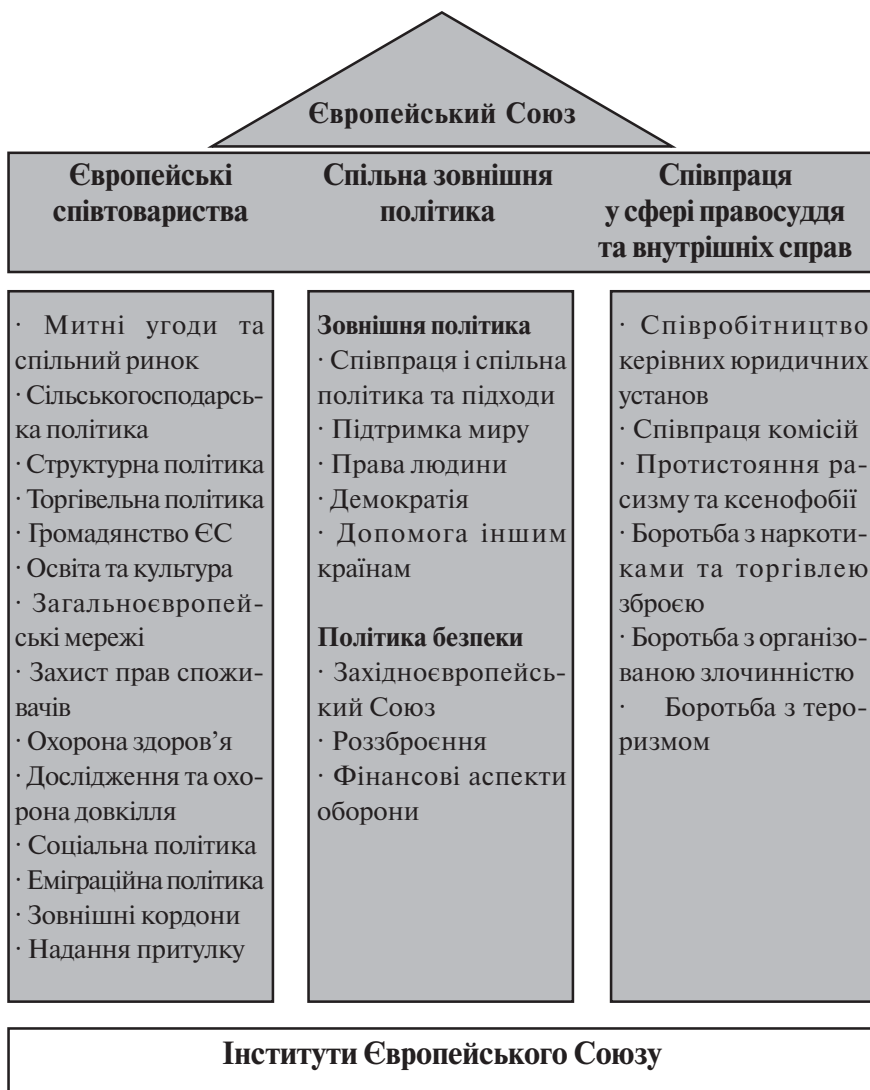 Європейський Союз
Європейські
співтовариства
Спільна зовнішня
політика
Співпраця
у сфері правосуддя
та внутрішніх справ
· Митні угоди та
спільний ринок
· Сільськогосподарсь-
ка політика
· Структурна політика
· Торгівельна політика
· Громадянство ЄС
· Освіта та культура
· Загальноєвропей-
ські мережі
· Захист прав спожи-
вачів
· Охорона здоров’я
· Дослідження та охо-
рона довкілля
· Соціальна політика
· Еміграційна політика
· Зовнішні кордони
· Надання притулку
Зовнішня політика
· Співпраця і спільна
політика та підходи
· Підтримка миру
· Права людини
· Демократія
· Допомога іншим
країнам
Політика безпеки
· Західноєвропейсь-
кий Союз
· Роззброєння
· Фінансові аспекти
оборони
· Співробітництво
керівних юридичних
установ
· Співпраця комісій
· Протистояння ра-
сизму та ксенофобії
· Боротьба з наркоти-
ками та торгівлею
зброєю
· Боротьба з організо-
ваною злочинністю
· Боротьба з теро-
ризмом
Інститути Європейського Союзу